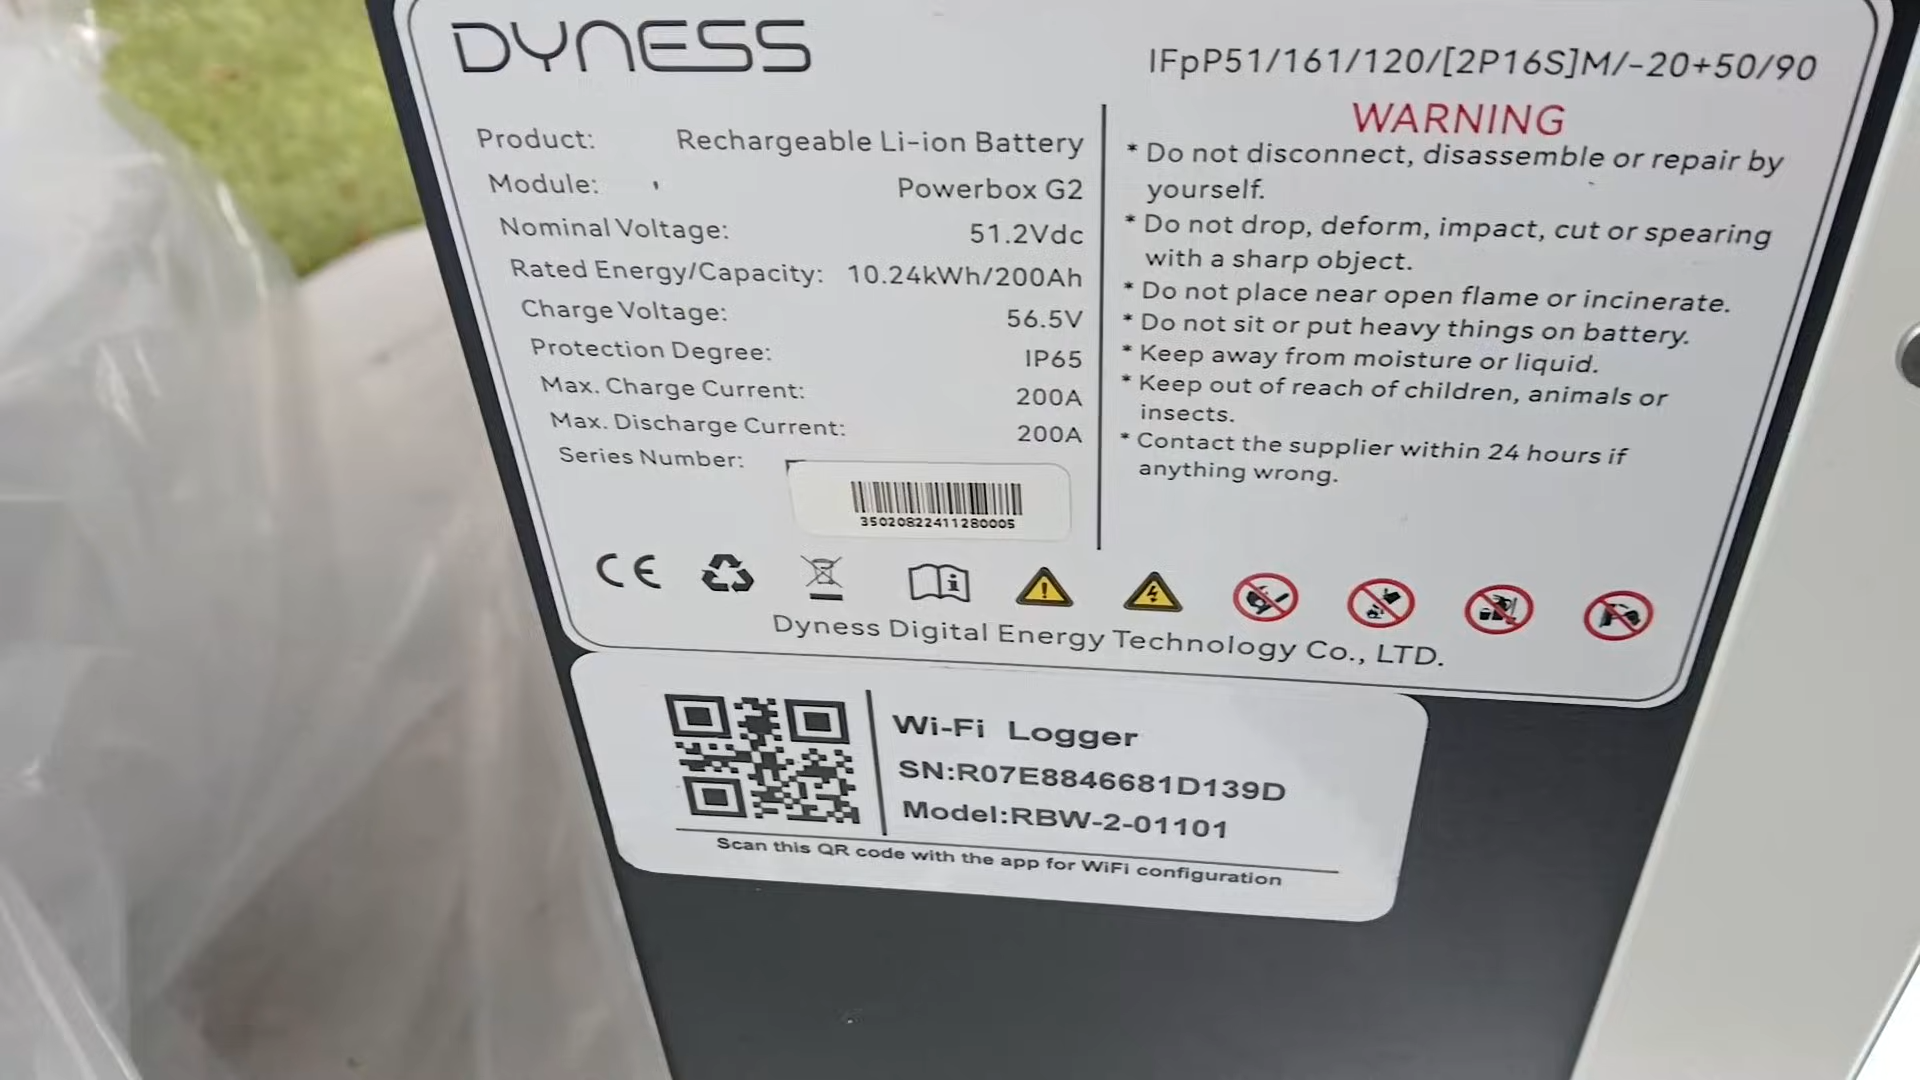 DYNESS
IFpP51/161/120/[2P16S]M/-20+50/90
Product: Rechargeable Li-ion Battery
Module: Powerbox G2
Nominal Voltage: 51.2Vdc
Rated Energy/Capacity: 10.24kWh/200Ah
Charge Voltage: 56.5V
Protection Degree: IP65
Max. Charge Current: 200A
Max. Discharge Current: 200A
Series Number:
35020822411280005
WARNING
* Do not disconnect, disassemble or repair by
yourself.
* Do not drop, deform, impact, cut or spearing
with a sharp object.
* Do not place near open flame or incinerate.
* Do not sit or put heavy things on battery.
* Keep away from moisture or liquid.
* Keep out of reach of children, animals or
insects.
* Contact the supplier within 24 hours if
anything wrong.
CE
Dyness Digital Energy Technology Co., LTD.
Wi-Fi Logger
SN:R07E8846681D139D
Model:RBW-2-01101
Scan this QR code with the app for WiFi configuration